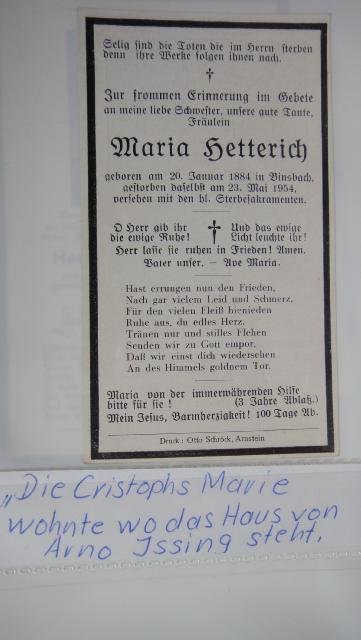 Selig sind die Toten die im Herrn sterben
denn ihre Werke folgen ihnen nach.
†
Zur frommen Erinnerung im Gebete
an meine liebe Schwester, unsere gute Tante,
Fräulein
Maria Hetterich
geboren am 20. Januar 1884 in Binsbach,
gestorben daselbst am 23. Mai 1954,
versehen mit den hl. Sterbesakramenten.
O Herr gib ihr
die ewige Ruhe!
†
Und das ewige
Licht leuchte ihr!
Herr lasse sie ruhen in Frieden! Amen.
Vater unser. — Ave Maria.
Hast errungen nun den Frieden,
Nach gar vielem Leid und Schmerz,
Für den vielen Fleiß hienieden
Ruhe aus, du edles Herz.
Tränen nur und stilles Flehen
Senden wir zu Gott empor,
Daß wir einst dich wiedersehen
An des Himmels goldnem Tor.
Maria von der immerwährenden Hilfe
bitte für sie! (3 Jahre Ablaß.)
Mein Jesus, Barmherzigkeit! 100 Tage Ab.
Druck: Otto Schröck, Arnstein
„Die Cristophs Marie
wohnte wo das Haus von
Arno Issing steht.